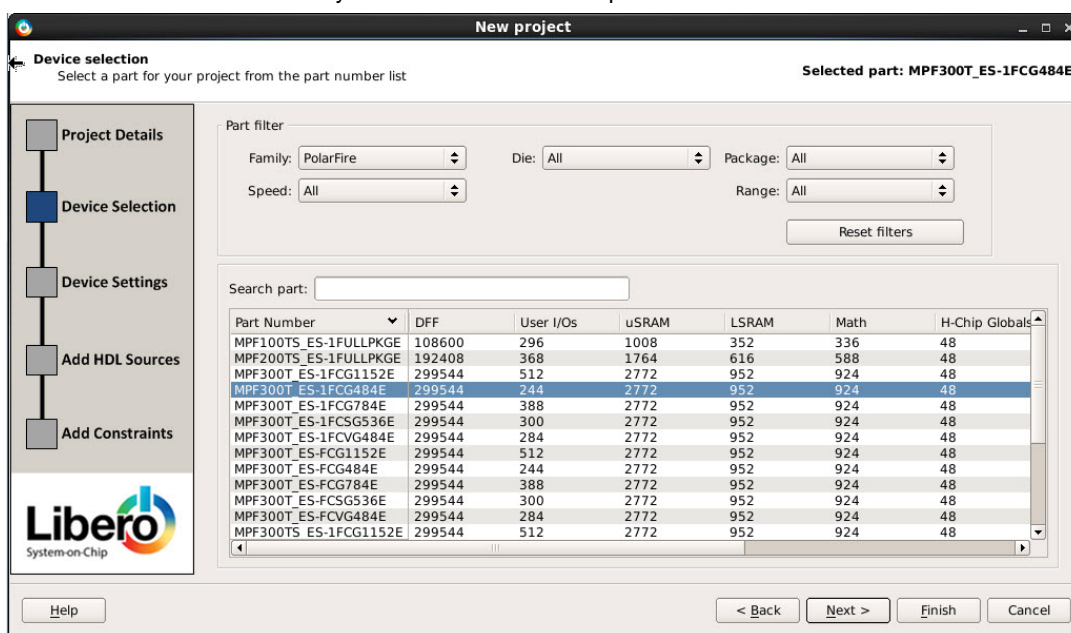 New project
Device selection
Select a part for your project from the part number list
Selected part: MPF300T_ES-1FCG484E
Project Details
Device Selection
Device Settings
Add HDL Sources
Add Constraints
Libero
System-on-Chip
Part filter
Family: PolarFire Die: All Package: All
Speed: All Range: All
Reset filters
Search part:
Part Number DFF User I/Os uSRAM LSRAM Math H-Chip Globals
MPF100TS_ES-1FULLPKGE 108600 296 1008 352 336 48
MPF200TS_ES-1FULLPKGE 192408 368 1764 616 588 48
MPF300T_ES-1FCG1152E 299544 512 2772 952 924 48
MPF300T_ES-1FCG484E 299544 244 2772 952 924 48
MPF300T_ES-1FCG784E 299544 388 2772 952 924 48
MPF300T_ES-1FCSG536E 299544 300 2772 952 924 48
MPF300T_ES-1FCVG484E 299544 284 2772 952 924 48
MPF300T_ES-FCG1152E 299544 512 2772 952 924 48
MPF300T_ES-FCG484E 299544 244 2772 952 924 48
MPF300T_ES-FCG784E 299544 388 2772 952 924 48
MPF300T_ES-FCSG536E 299544 300 2772 952 924 48
MPF300T_ES-FCVG484E 299544 284 2772 952 924 48
MPF300TS_ES-1FCG1152E 299544 512 2772 952 924 48
Help < Back Next > Finish Cancel